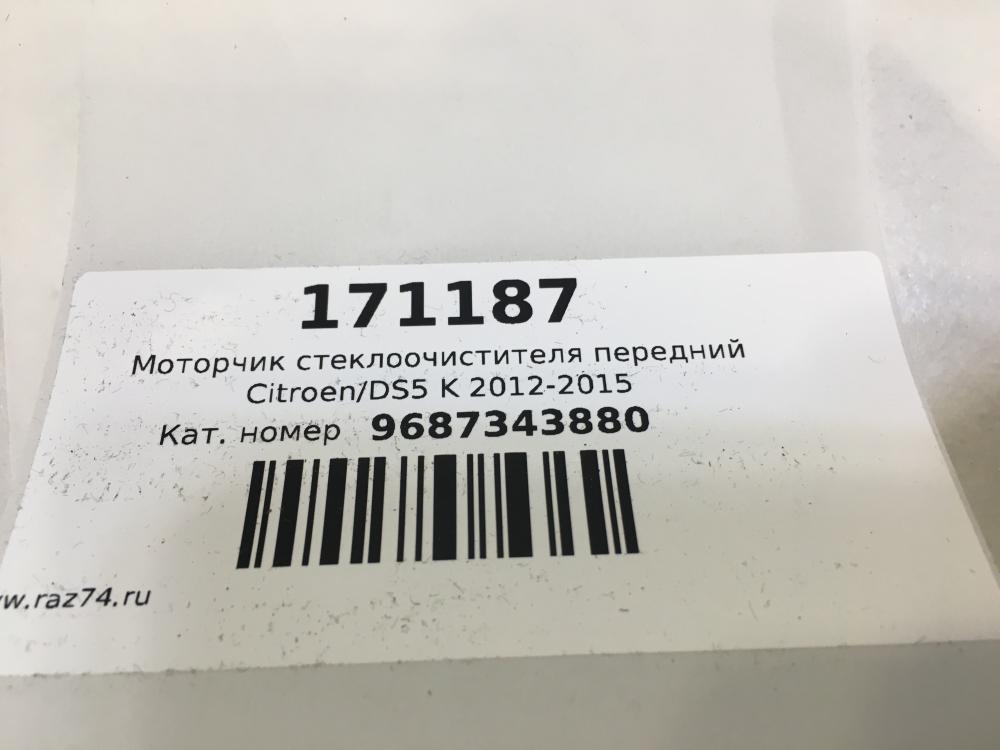 171187
Моторчик стеклоочистителя передний
Citroen/DS5 K 2012-2015
Кат. номер 9687343880
w.raz74.ru